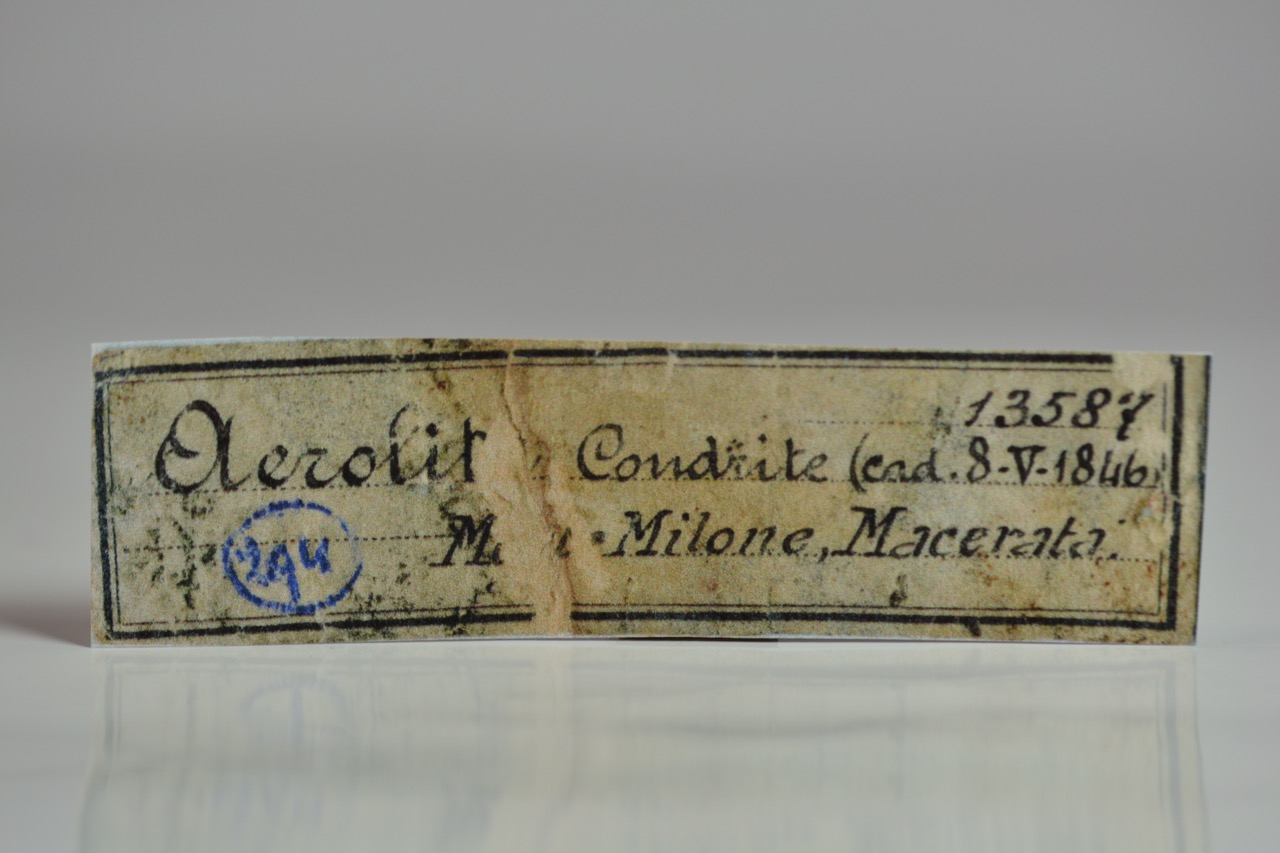 13587
Aerolit Condrite (cad. 8-V-1846)
294 Milone, Macerata.